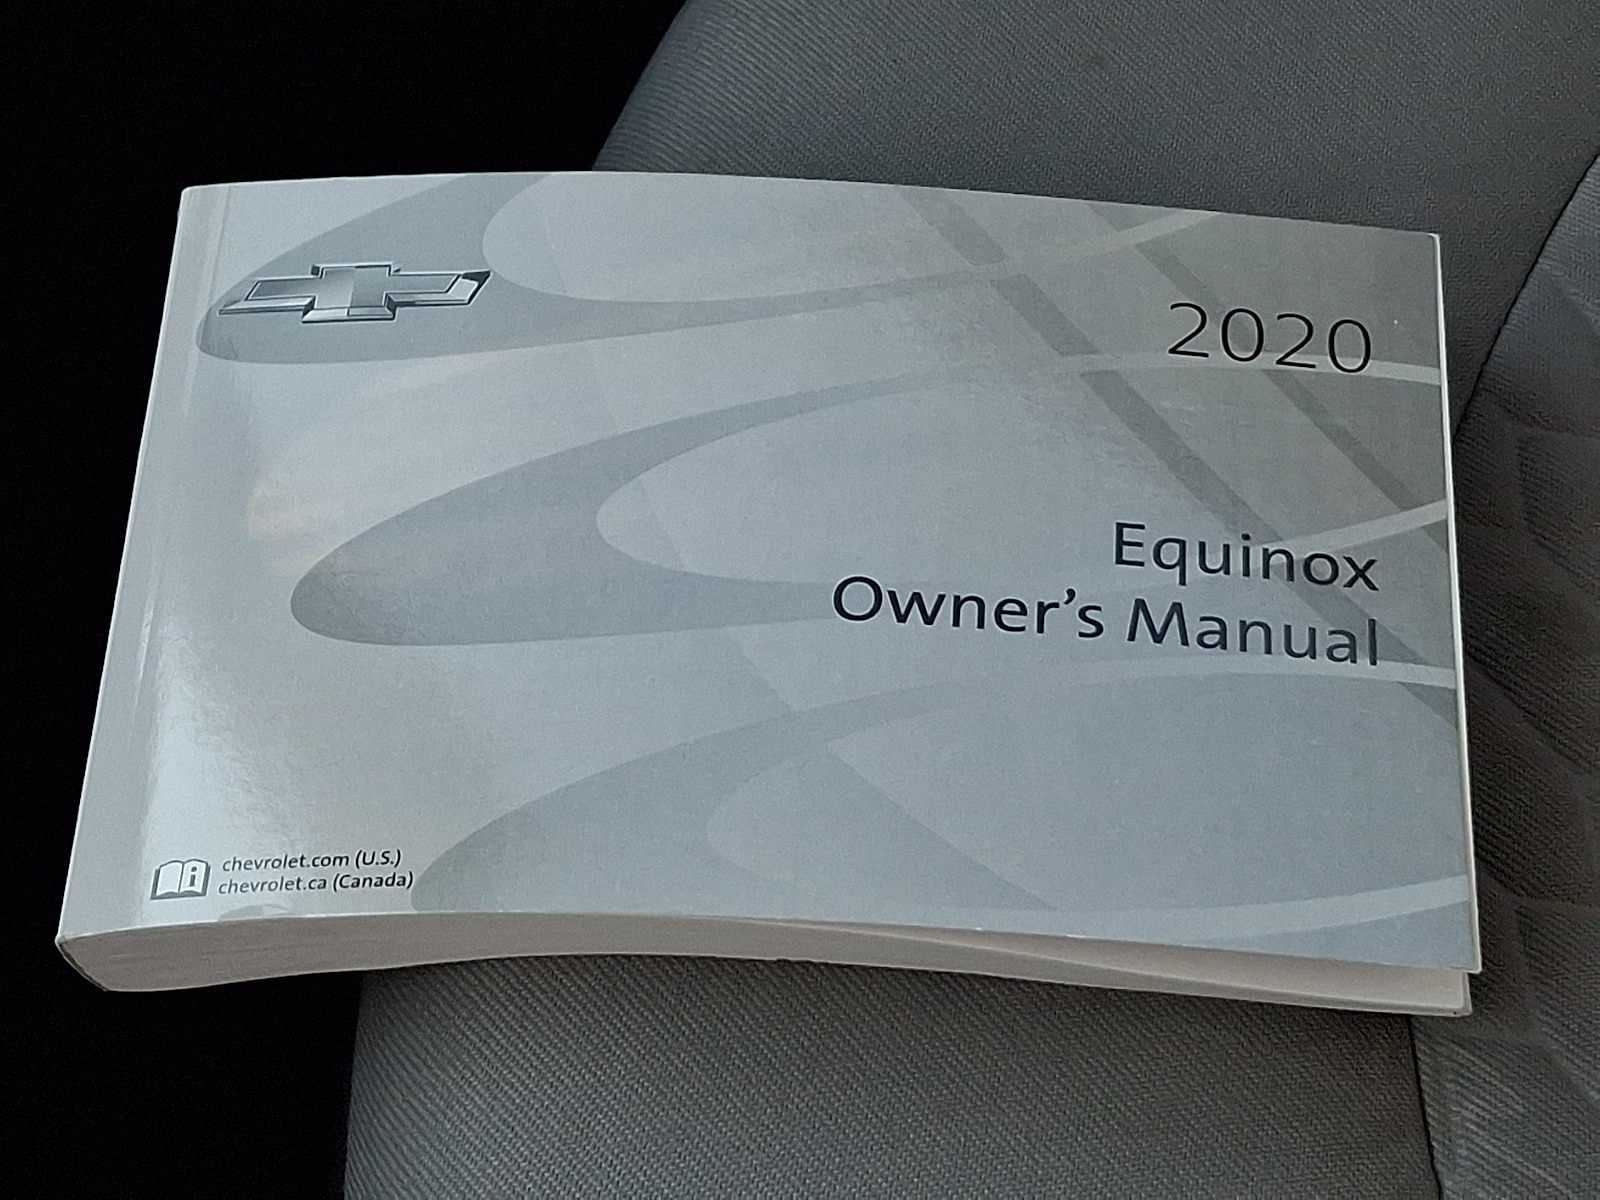 2020
Equinox
Owner's Manual
chevrolet.com (U.S.)
chevrolet.ca (Canada)